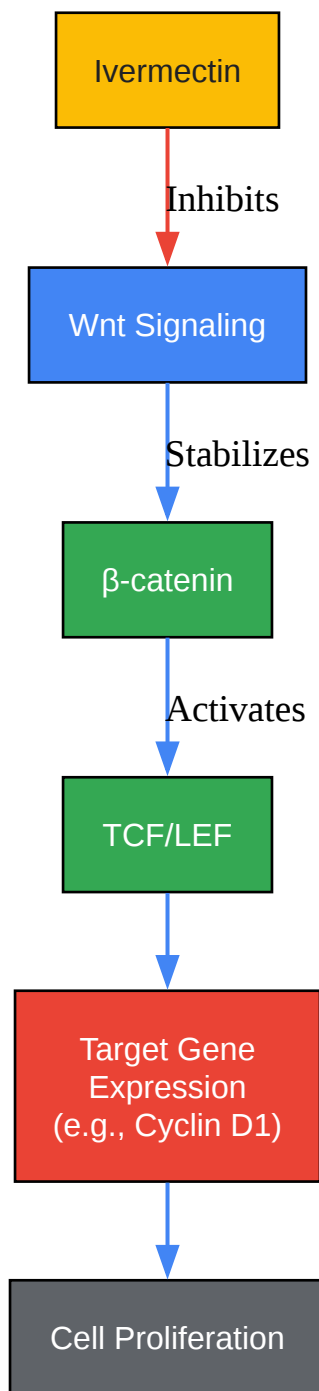 Ivermectin
Inhibits
Wnt Signaling
Stabilizes
β-catenin
Activates
TCF/LEF
Target Gene
Expression
(e.g., Cyclin D1)
Cell Proliferation